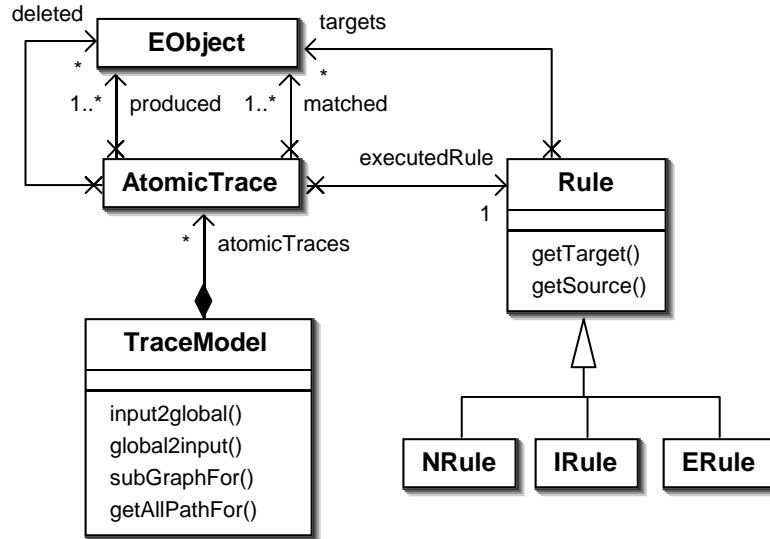 deleted
EObject
targets
*
*
1..*
produced
1..*
matched
executedRule
AtomicTrace
Rule
1
*
atomicTraces
getTarget()
getSource()
TraceModel
input2global()
global2input()
subGraphFor()
getAllPathFor()
NRule
IRule
ERule